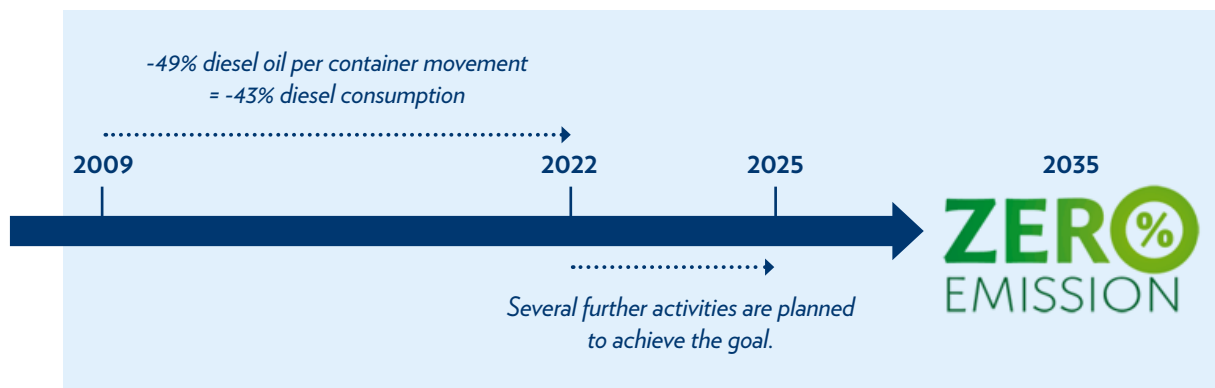 -49% diesel oil per container movement
= -43% diesel consumption
2009
2022
2025
2035
ZERO
%
EMISSION
Several further activities are planned
to achieve the goal.